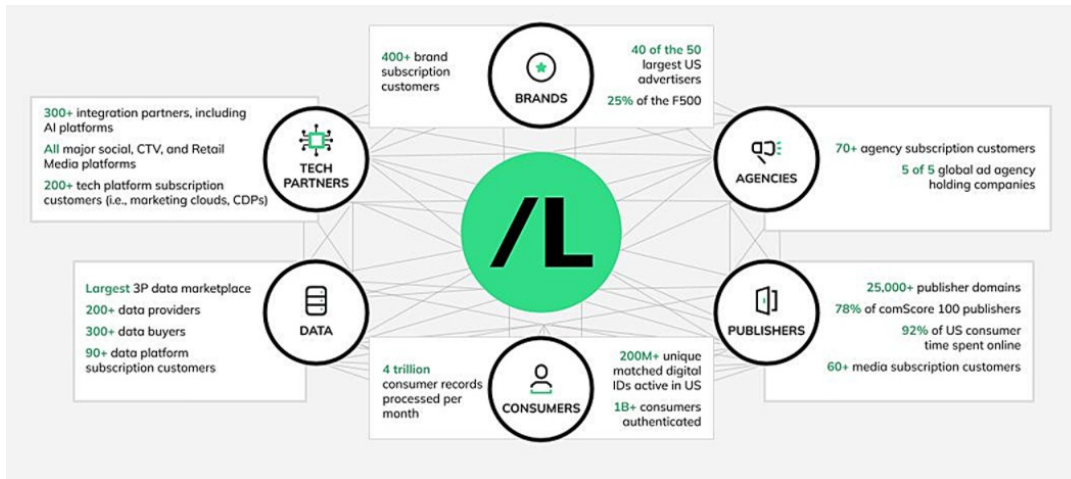 400+ brand
subscription
customers
BRANDS
40 of the 50
largest US
advertisers
25% of the F500
300+ integration partners, including
AI platforms
All major social, CTV, and Retail
Media platforms
200+ tech platform subscription
customers (i.e., marketing clouds, CDPs)
TECH
PARTNERS
/L
AGENCIES
70+ agency subscription customers
5 of 5 global ad agency
holding companies
Largest 3P data marketplace
200+ data providers
300+ data buyers
90+ data platform
subscription customers
DATA
PUBLISHERS
25,000+ publisher domains
78% of comScore 100 publishers
92% of US consumer
time spent online
60+ media subscription customers
4 trillion
consumer records
processed per
month
CONSUMERS
200M+ unique
matched digital
IDs active in US
1B+ consumers
authenticated